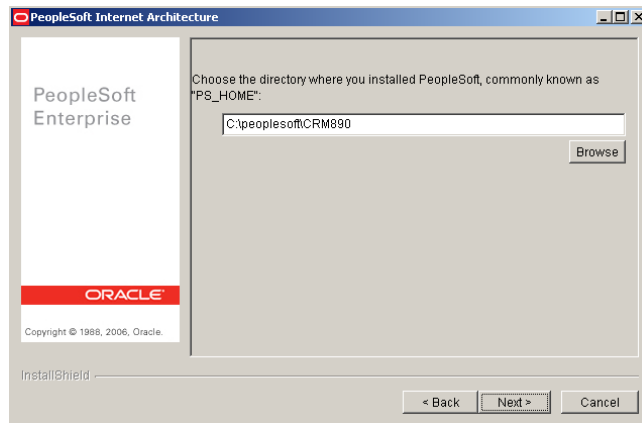 PeopleSoft Internet Architecture
PeopleSoft
Enterprise
Choose the directory where you installed PeopleSoft, commonly known as
"PS_HOME":
C:\peoplesoft\CRM890
Browse
ORACLE
Copyright © 1988, 2006, Oracle.
InstallShield
< Back Next > Cancel